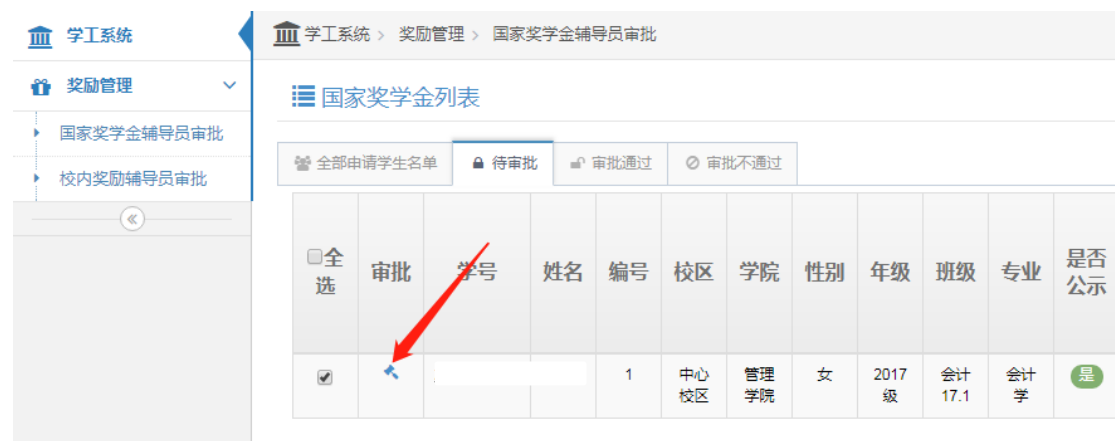 学工系统
奖励管理
国家奖学金辅导员审批
校内奖励辅导员审批
学工系统 > 奖励管理 > 国家奖学金辅导员审批
国家奖学金列表
全部申请学生名单 待审批 审批通过 审批不通过
全选 审批 学号 姓名 编号 校区 学院 性别 年级 班级 专业 是否公示
1 中心校区 管理学院 女 2017级 会计17.1 会计学 是